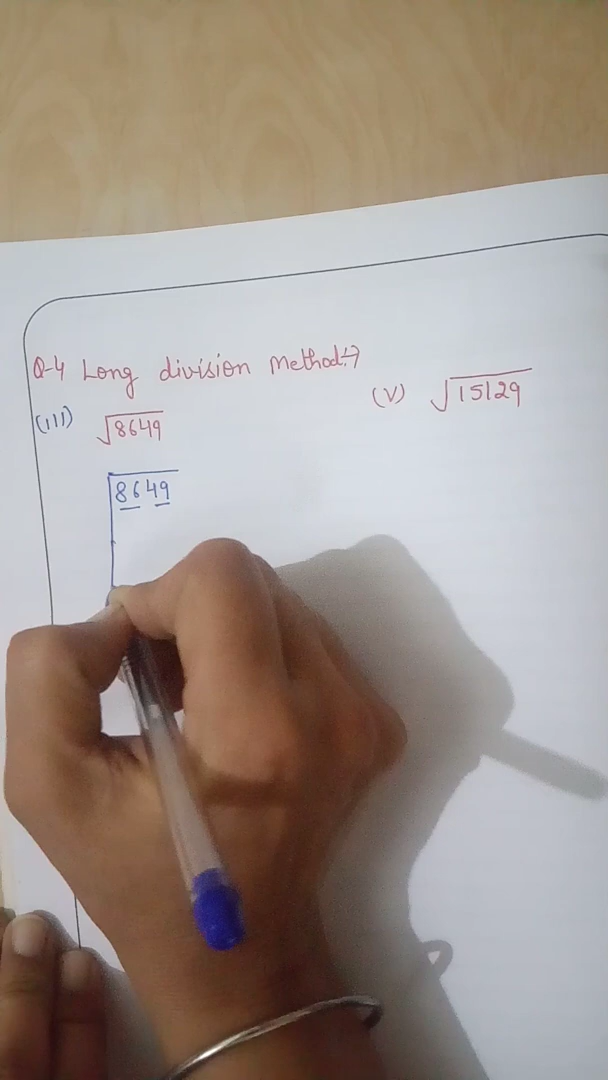 Q-4 Long division Method:→
(III) √8649
(V) √15129
8649